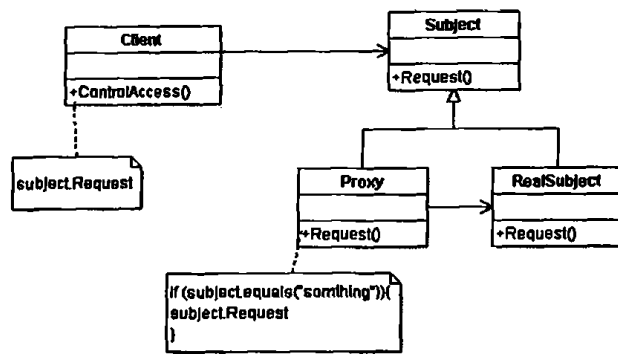 Client
Subject
+ControlAccess()
+Request()
subject.Request
Proxy
RealSubject
+Request()
+Request()
if (subject.equals("somthing")){
subject.Request
}